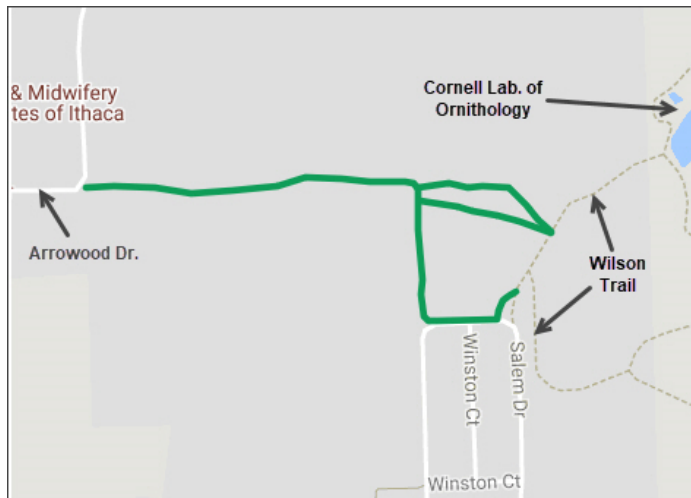 & Midwifery
tes of Ithaca
Cornell Lab. of
Ornithology
Arrowood Dr.
Wilson
Trail
Winston Ct
Salem Dr
Winston Ct